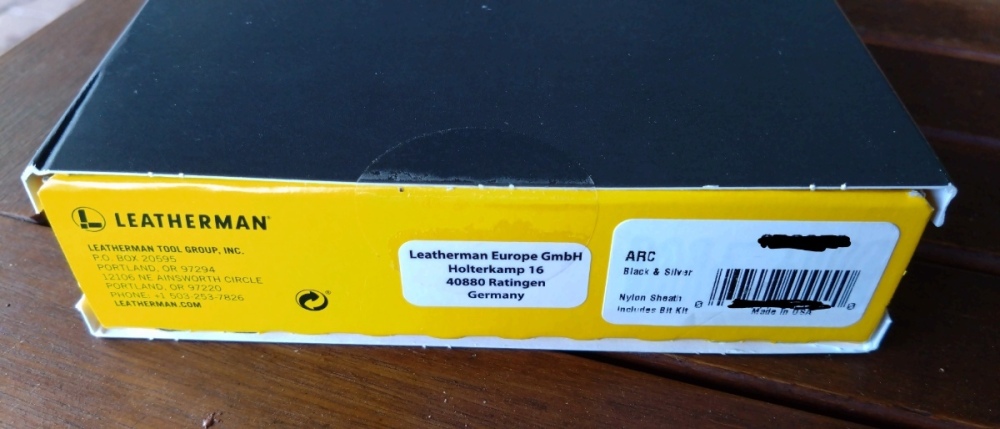 LEATHERMAN®
LEATHERMAN TOOL GROUP, INC.
P.O. BOX 20595
PORTLAND, OR 97294
12106 NE AINSWORTH CIRCLE
PORTLAND, OR 97220
PHONE: +1 503-253-7826
LEATHERMAN.COM
Leatherman Europe GmbH
Holterkamp 16
40880 Ratingen
Germany
ARC
Black & Silver
Nylon Sheath
Includes Bit Kit
0 0
Made in USA